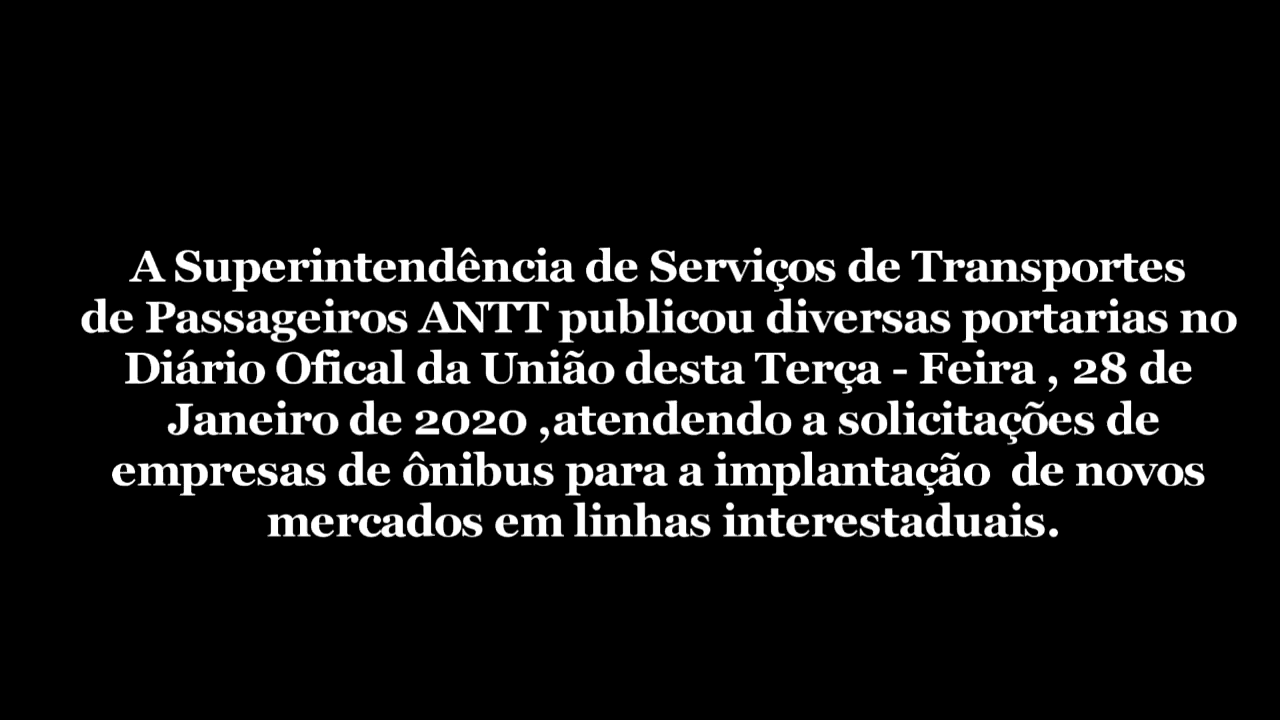 A Superintendência de Serviços de Transportes
de Passageiros ANTT publicou diversas portarias no
Diário Ofical da União desta Terça - Feira , 28 de
Janeiro de 2020 ,atendendo a solicitações de
empresas de ônibus para a implantação  de novos
mercados em linhas interestaduais.